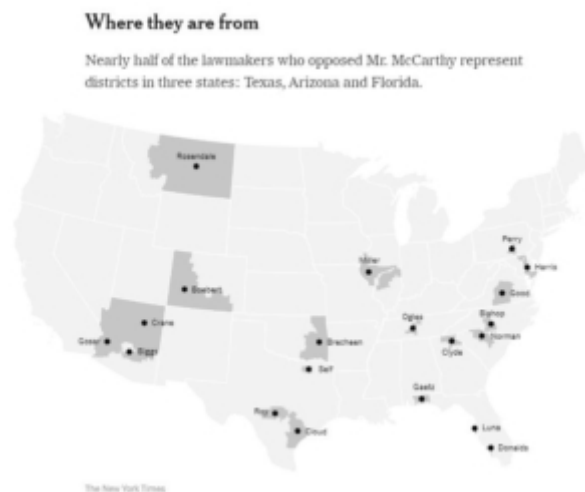 Where they are from
Nearly half of the lawmakers who opposed Mr. McCarthy represent
districts in three states: Texas, Arizona and Florida.
Rosendale
Perry
Miller
Harris
Boebert
Good
Crane
Ogles
Bishop
Gosar
Brecheen
Norman
Biggs
Clyde
Self
Gaetz
Roy
Cloud
Luna
Donalds
The New York Times